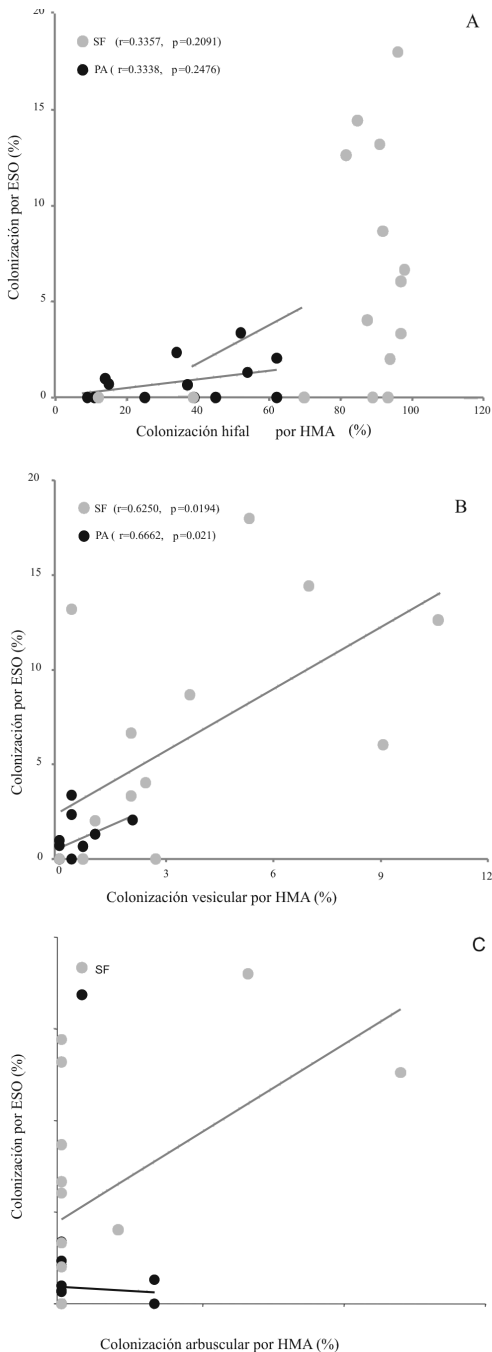 20
A
SF (r=0.3357, p=0.2091)
PA ( r=0.3338, p=0.2476)
15
10
5
0
Colonización por ESO (%)
0 20 40 60 80 100 120
Colonización hifal por HMA (%)
20
B
SF (r=0.6250, p=0.0194)
PA ( r=0.6662, p=0.021)
15
10
5
0
Colonización por ESO (%)
0 3 6 9 12
Colonización vesicular por HMA (%)
C
SF
Colonización por ESO (%)
Colonización arbuscular por HMA (%)